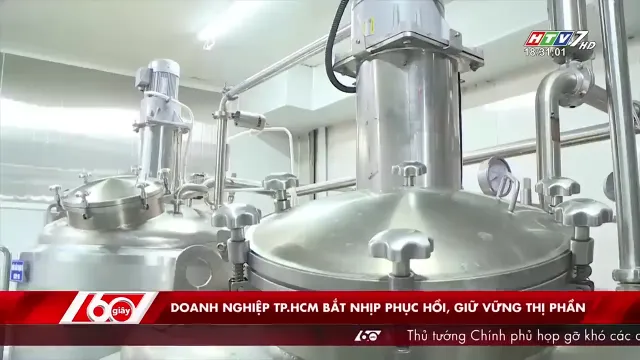 HTV7 HD
18:31:01
60 giây
DOANH NGHIỆP TP.HCM BẮT NHỊP PHỤC HỒI, GIỮ VỮNG THỊ PHẦN
60
Thủ tướng Chính phủ họp gỡ khó các